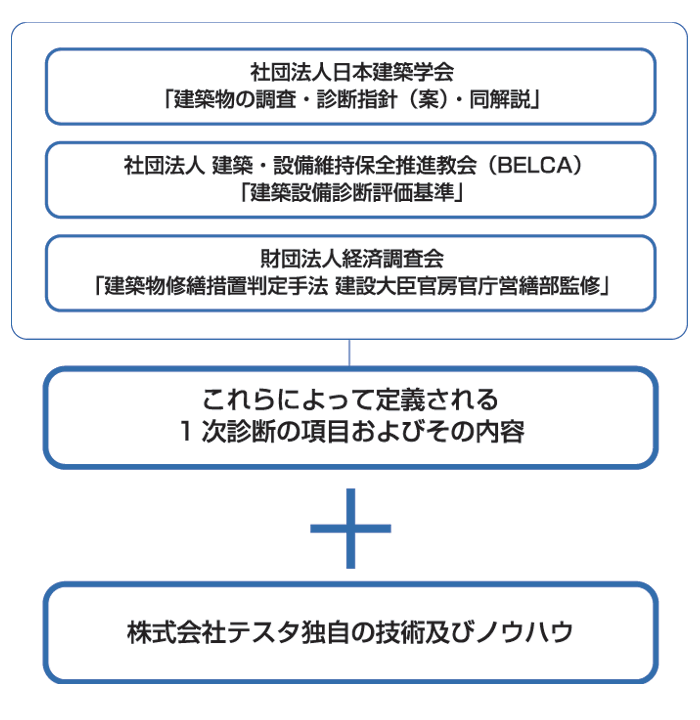 社団法人日本建築学会
「建築物の調査・診断指針（案）・同解説」
社団法人 建築・設備維持保全推進教会（BELCA）
「建築設備診断評価基準」
財団法人経済調査会
「建築物修繕措置判定手法 建設大臣官房官庁営繕部監修」
これらによって定義される
1 次診断の項目およびその内容
＋
株式会社テスタ独自の技術及びノウハウ